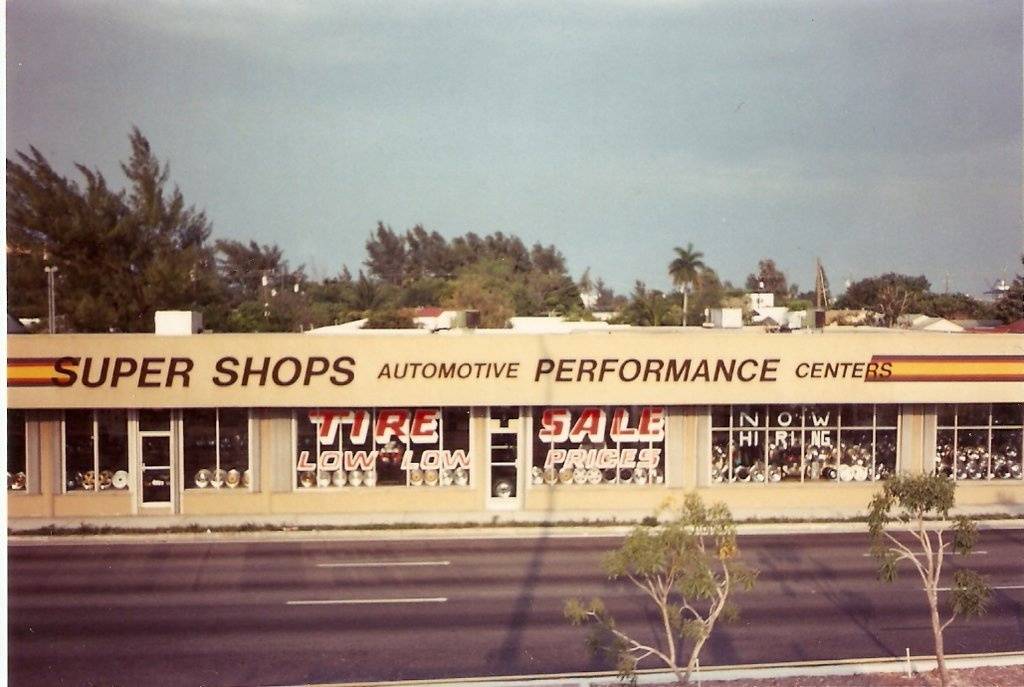 SUPER SHOPS AUTOMOTIVE PERFORMANCE CENTERS
TIRE SALE
LOW LOW PRICES
NOW
HIRING